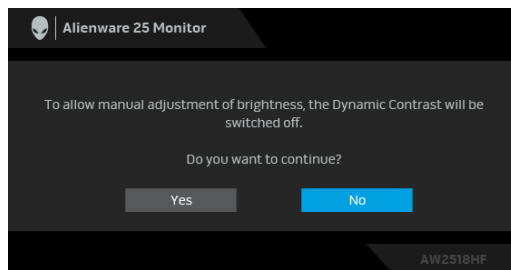 Alienware 25 Monitor
To allow manual adjustment of brightness, the Dynamic Contrast will be
switched off.
Do you want to continue?
Yes No
AW2518HF